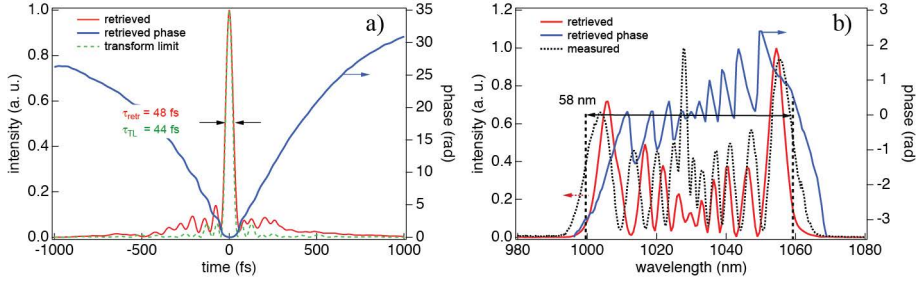 a)
retrieved
retrieved phase
transform limit
τretr = 48 fs
τTL = 44 fs
intensity (a. u.)
1.0
0.8
0.6
0.4
0.2
0.0
-1000
-500
0
500
1000
time (fs)
35
30
25
20
15
10
5
0
phase (rad)
b)
retrieved
retrieved phase
measured
58 nm
intensity (a. u.)
1.2
1.0
0.8
0.6
0.4
0.2
0.0
980
1000
1020
1040
1060
1080
wavelength (nm)
3
2
1
0
-1
-2
-3
phase (rad)